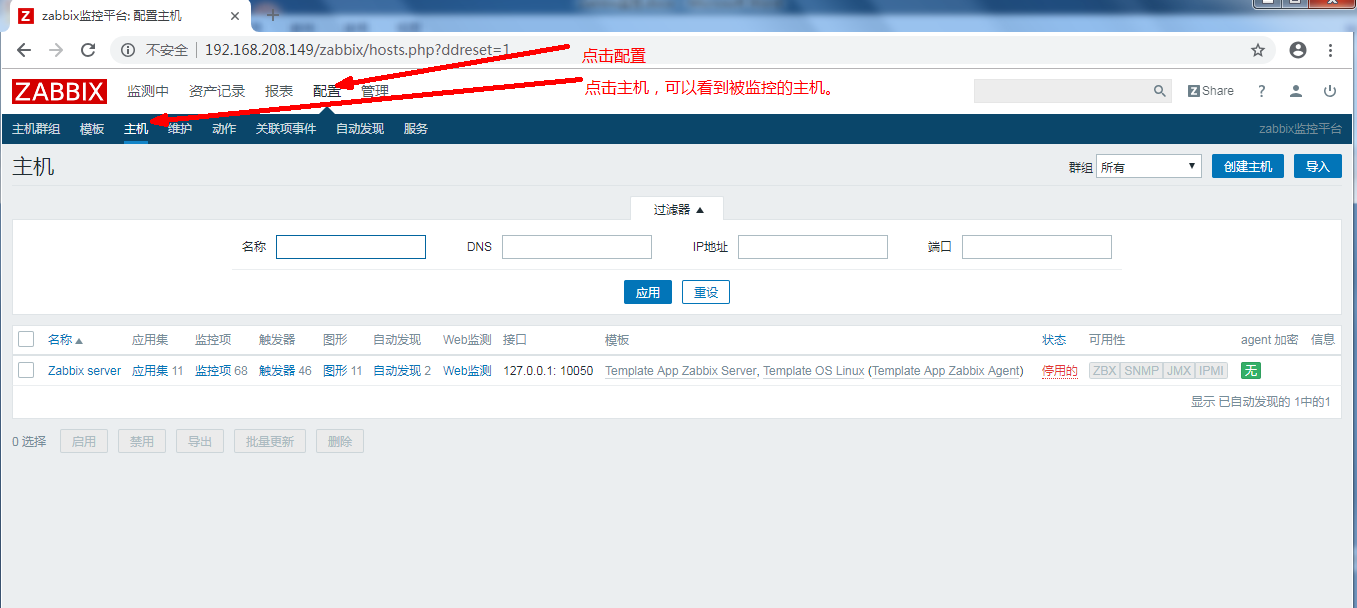 zabbix监控平台: 配置主机
不安全 192.168.208.149/zabbix/hosts.php?ddreset=1
点击配置
点击主机，可以看到被监控的主机。
ZABBIX 监测中 资产记录 报表 配置 管理 Z Share ?
主机群组 模板 主机 维护 动作 关联项事件 自动发现 服务 zabbix监控平台
主机 群组 所有 创建主机 导入
过滤器
名称 DNS IP地址 端口
应用 重设
名称 应用集 监控项 触发器 图形 自动发现 Web监测 接口 模板 状态 可用性 agent 加密 信息
Zabbix server 应用集 11 监控项 68 触发器 46 图形 11 自动发现 2 Web监测 127.0.0.1: 10050 Template App Zabbix Server, Template OS Linux (Template App Zabbix Agent) 停用的 ZBX SNMP JMX IPMI 无
显示 已自动发现的 1中的1
0 选择 启用 禁用 导出 批量更新 删除